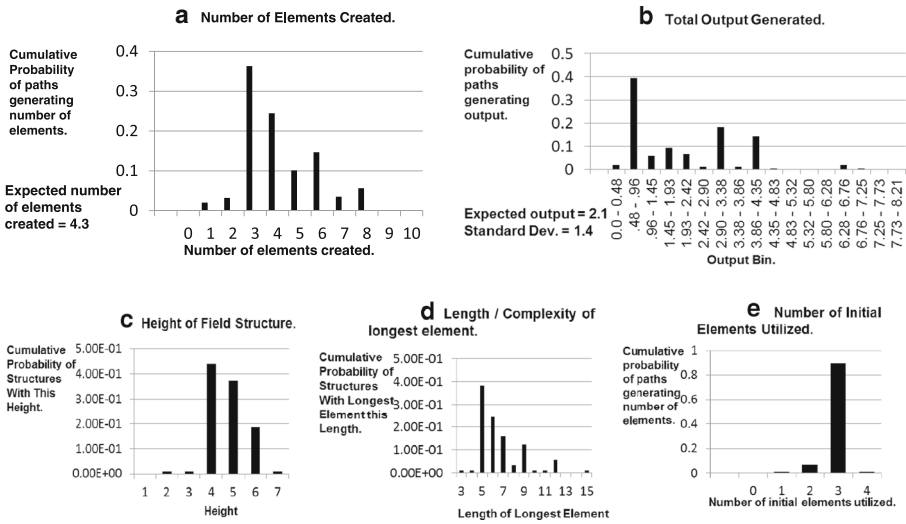 a Number of Elements Created.
Cumulative
Probability
of paths
generating
number of
elements.
0.4
0.3
0.2
0.1
0
Expected number
of elements
created = 4.3
0 1 2 3 4 5 6 7 8 9 10
Number of elements created.
b Total Output Generated.
Cumulative
probability of
paths
generating
output.
0.5
0.4
0.3
0.2
0.1
0
Expected output = 2.1
Standard Dev. = 1.4
0.0 - 0.48
.48 - .96
.96 - 1.45
1.45 - 1.93
1.93 - 2.42
2.42 - 2.90
2.90 - 3.38
3.38 - 3.86
3.86 - 4.35
4.35 - 4.83
4.83 - 5.32
5.32 - 5.80
5.80 - 6.28
6.28 - 6.76
6.76 - 7.25
7.25 - 7.73
7.73 - 8.21
Output Bin.
c Height of Field Structure.
Cumulative
Probability of
Structures
With This
Height.
5.00E-01
4.00E-01
3.00E-01
2.00E-01
1.00E-01
0.00E+00
1 2 3 4 5 6 7
Height
d Length / Complexity of
longest element.
Cumulative
Probability of
Structures
With Longest
Element this
Length.
5.00E-01
4.00E-01
3.00E-01
2.00E-01
1.00E-01
0.00E+00
3 5 7 9 11 13 15
Length of Longest Element
e Number of Initial
Elements Utilized.
Cumulative
probability
of paths
generating
number of
elements.
1
0.8
0.6
0.4
0.2
0
0 1 2 3 4
Number of initial elements utilized.